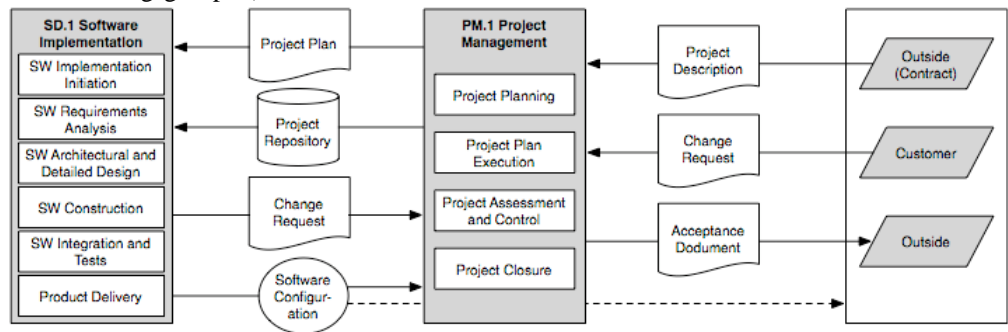 SD.1 Software
Implementation
SW Implementation
Initiation
SW Requirements
Analysis
SW Architectural and
Detailed Design
SW Construction
SW Integration and
Tests
Product Delivery
Project Plan
Project
Repository
Change
Request
Software
Configur-
ation
PM.1 Project
Management
Project Planning
Project Plan
Execution
Project Assessment
and Control
Project Closure
Project
Description
Change
Request
Acceptance
Dodument
Outside
(Contract)
Customer
Outside